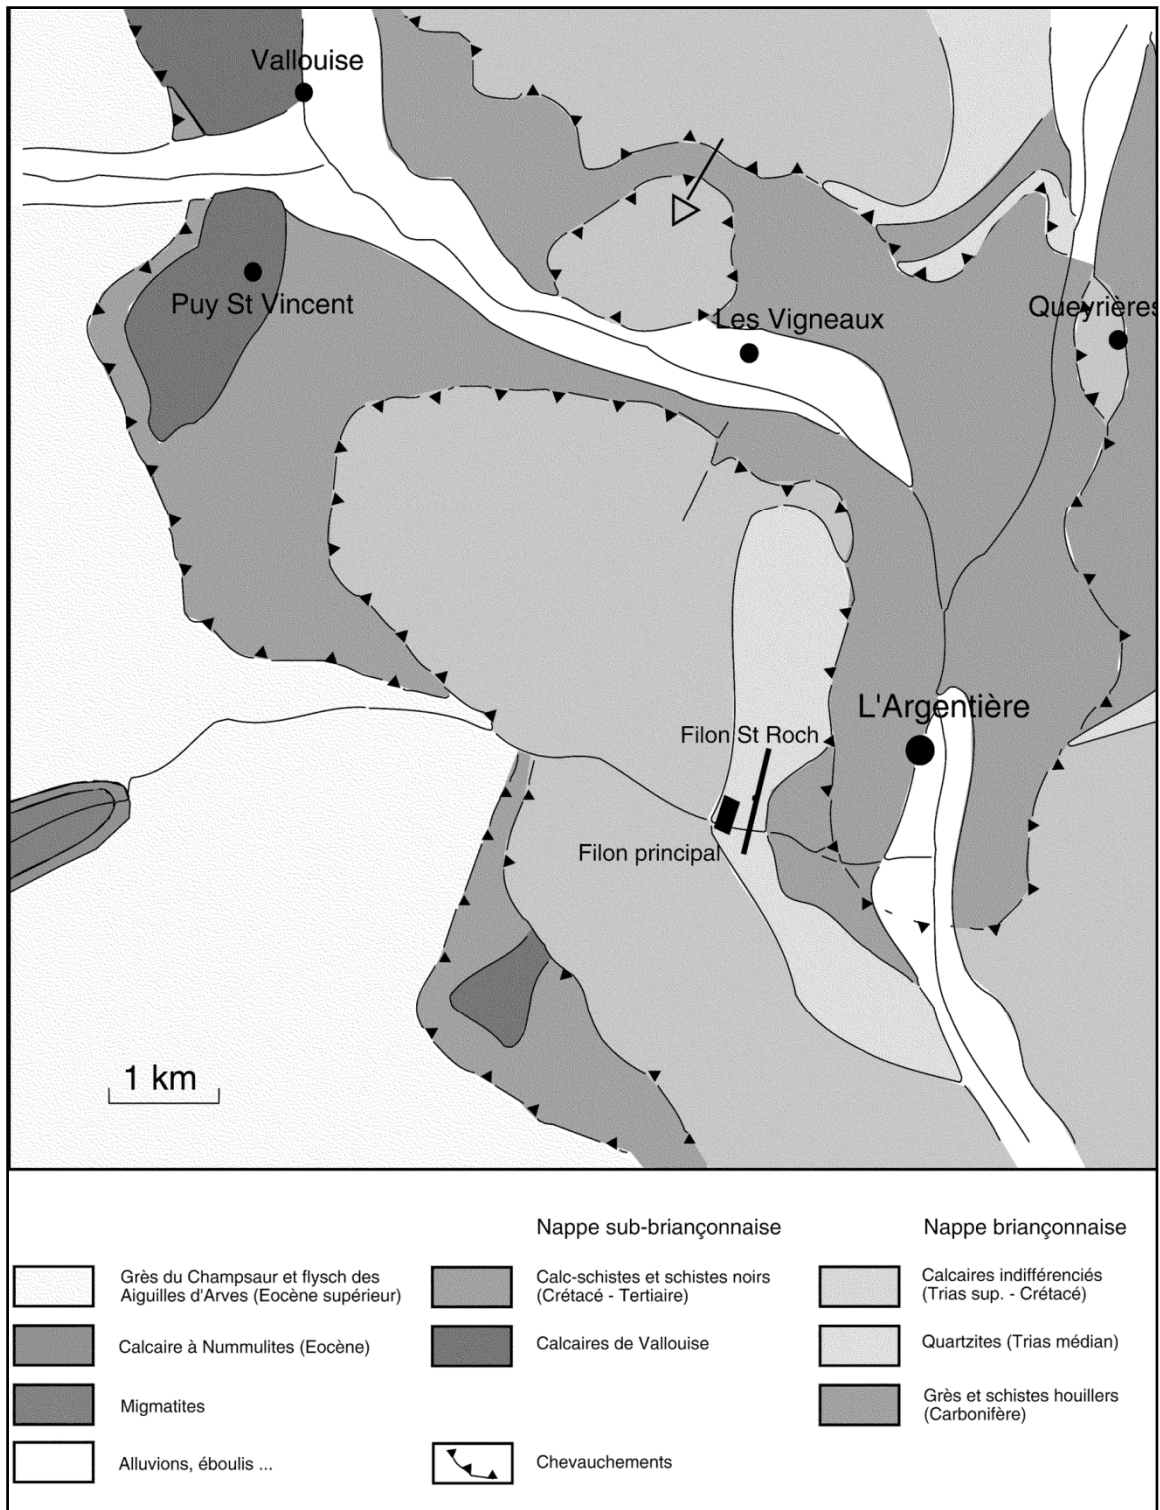 Vallouise
Puy St Vincent
Les Vigneaux
Queyrières
L'Argentière
Filon St Roch
Filon principal
1 km
Nappe sub-briançonnaise
Nappe briançonnaise
Grès du Champsaur et flysch des
Aiguilles d'Arves (Eocène supérieur)
Calc-schistes et schistes noirs
(Crétacé - Tertiaire)
Calcaires indifférenciés
(Trias sup. - Crétacé)
Calcaire à Nummulites (Eocène)
Calcaires de Vallouise
Quartzites (Trias médian)
Migmatites
Grès et schistes houillers
(Carbonifère)
Alluvions, éboulis ...
Chevauchements